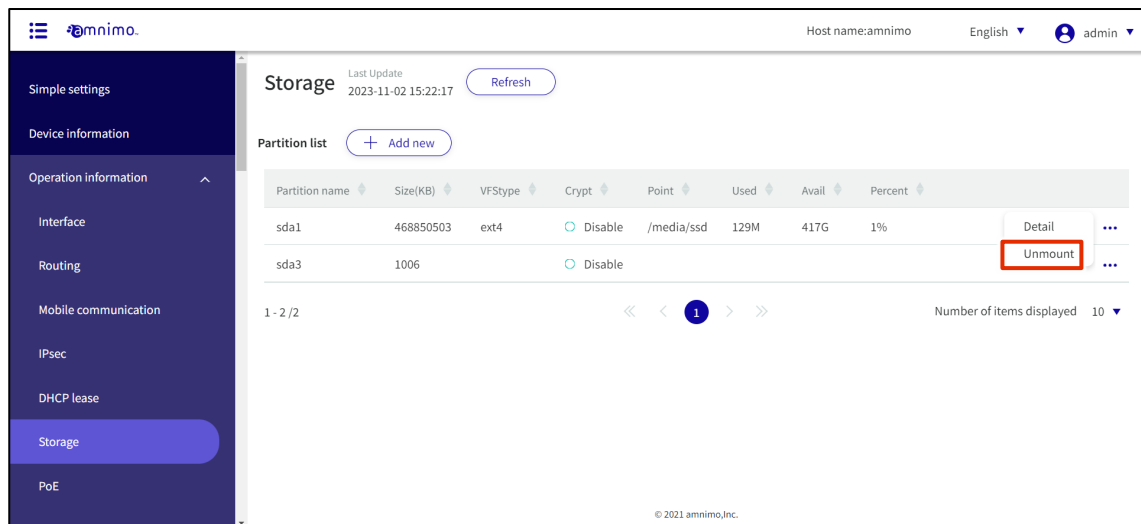 amnimo
Host name:amnimo English ▼ admin ▼
Simple settings
Device information
Operation information
Interface
Routing
Mobile communication
IPsec
DHCP lease
Storage
PoE
Storage Last Update 2023-11-02 15:22:17 Refresh
Partition list + Add new
Partition name Size(KB) VFStype Crypt Point Used Avail Percent
sda1 468850503 ext4 Disable /media/ssd 129M 417G 1% Detail •••
Unmount
sda3 1006 Disable •••
1 - 2 /2 « < 1 > » Number of items displayed 10 ▼
© 2021 amnimo,Inc.